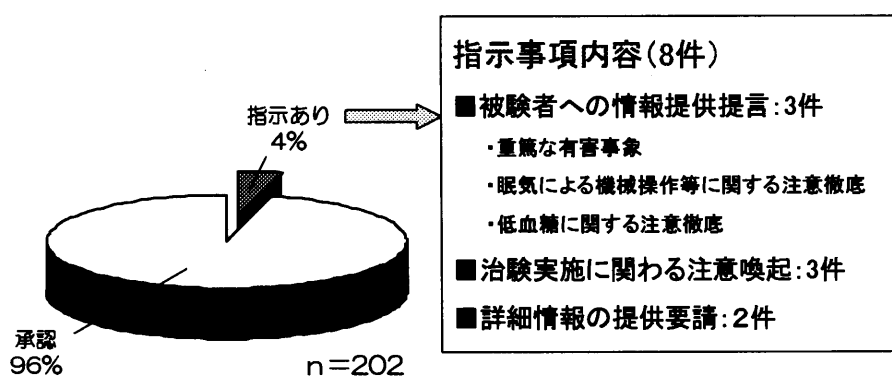 指示あり
4%
承認
96%
n=202
指示事項内容(8件)
■被験者への情報提供提言:3件
・重篤な有害事象
・眠気による機械操作等に関する注意徹底
・低血糖に関する注意徹底
■治験実施に関わる注意喚起:3件
■詳細情報の提供要請:2件